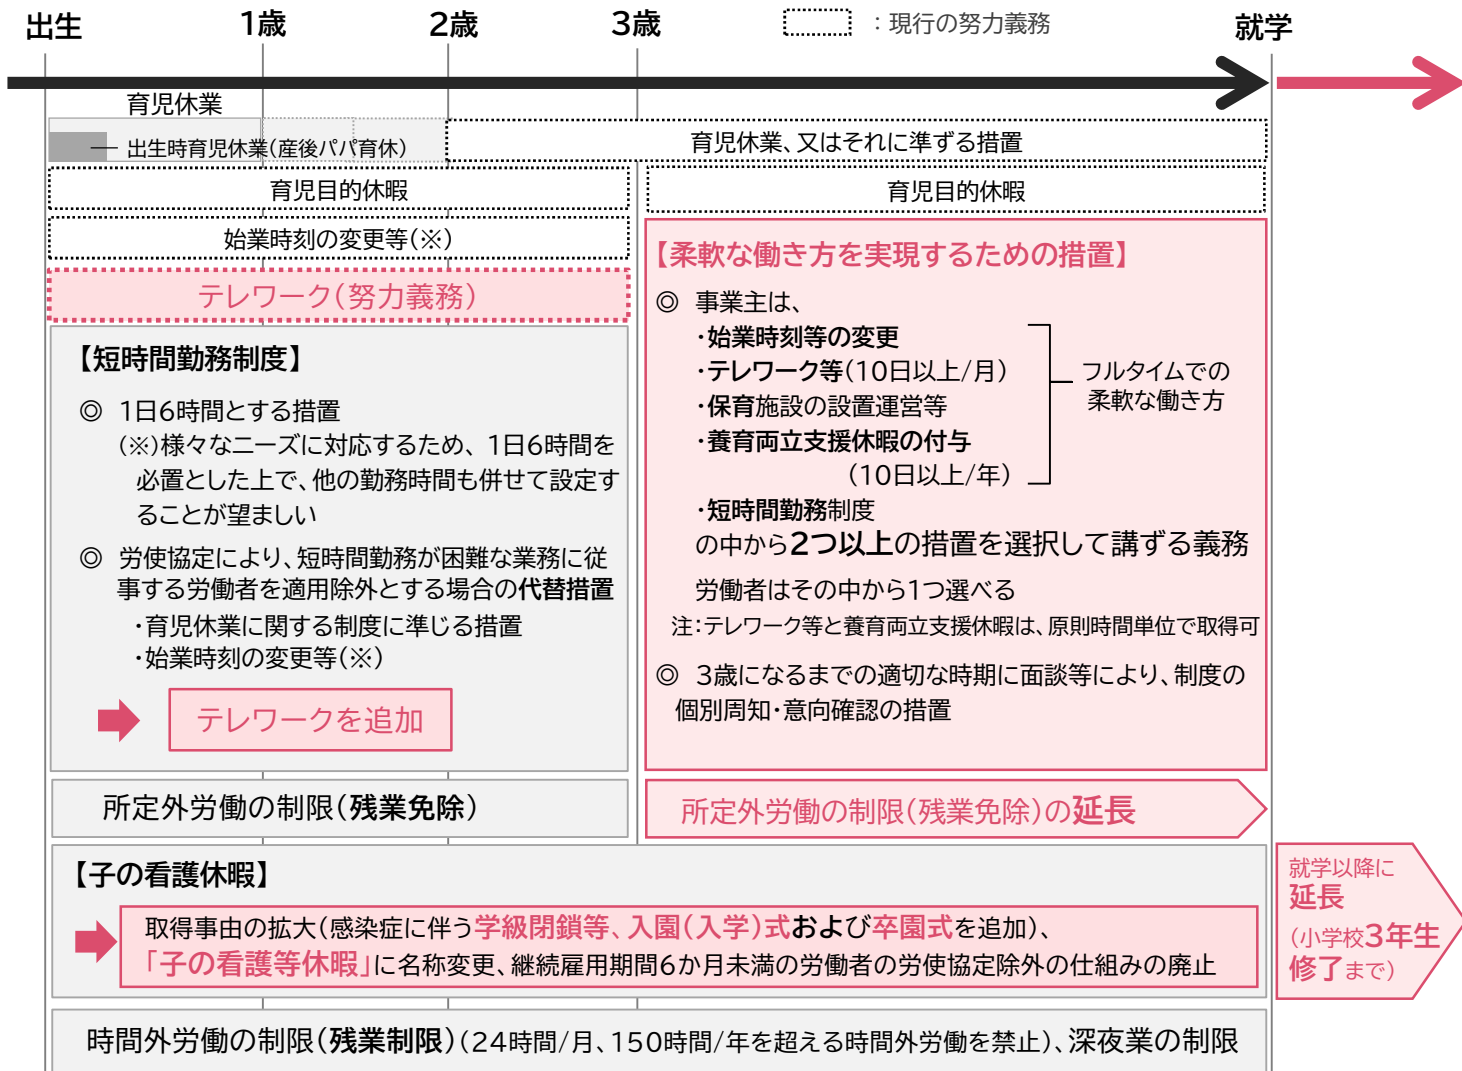 出生
1歳
2歳
3歳
:現行の努力義務
就学
育児休業
出生時育児休業(産後パパ育休)
育児休業、又はそれに準ずる措置
育児目的休暇
育児目的休暇
始業時刻の変更等(※)
テレワーク(努力義務)
【短時間勤務制度】
◎ 1日6時間とする措置
(※)様々なニーズに対応するため、1日6時間を
必置とした上で、他の勤務時間も併せて設定す
ることが望ましい
◎ 労使協定により、短時間勤務が困難な業務に従
事する労働者を適用除外とする場合の代替措置
・育児休業に関する制度に準じる措置
・始業時刻の変更等(※)
テレワークを追加
【柔軟な働き方を実現するための措置】
◎ 事業主は、
・始業時刻等の変更
・テレワーク等(10日以上/月)
・保育施設の設置運営等
・養育両立支援休暇の付与
(10日以上/年)
フルタイムでの
柔軟な働き方
・短時間勤務制度
の中から2つ以上の措置を選択して講ずる義務
労働者はその中から1つ選べる
注:テレワーク等と養育両立支援休暇は、原則時間単位で取得可
◎ 3歳になるまでの適切な時期に面談等により、制度の
個別周知・意向確認の措置
所定外労働の制限(残業免除)
所定外労働の制限(残業免除)の延長
【子の看護休暇】
取得事由の拡大(感染症に伴う学級閉鎖等、入園(入学)式および卒園式を追加)、
「子の看護等休暇」に名称変更、継続雇用期間6か月未満の労働者の労使協定除外の仕組みの廃止
就学以降に
延長
(小学校3年生
修了まで)
時間外労働の制限(残業制限)(24時間/月、150時間/年を超える時間外労働を禁止)、深夜業の制限